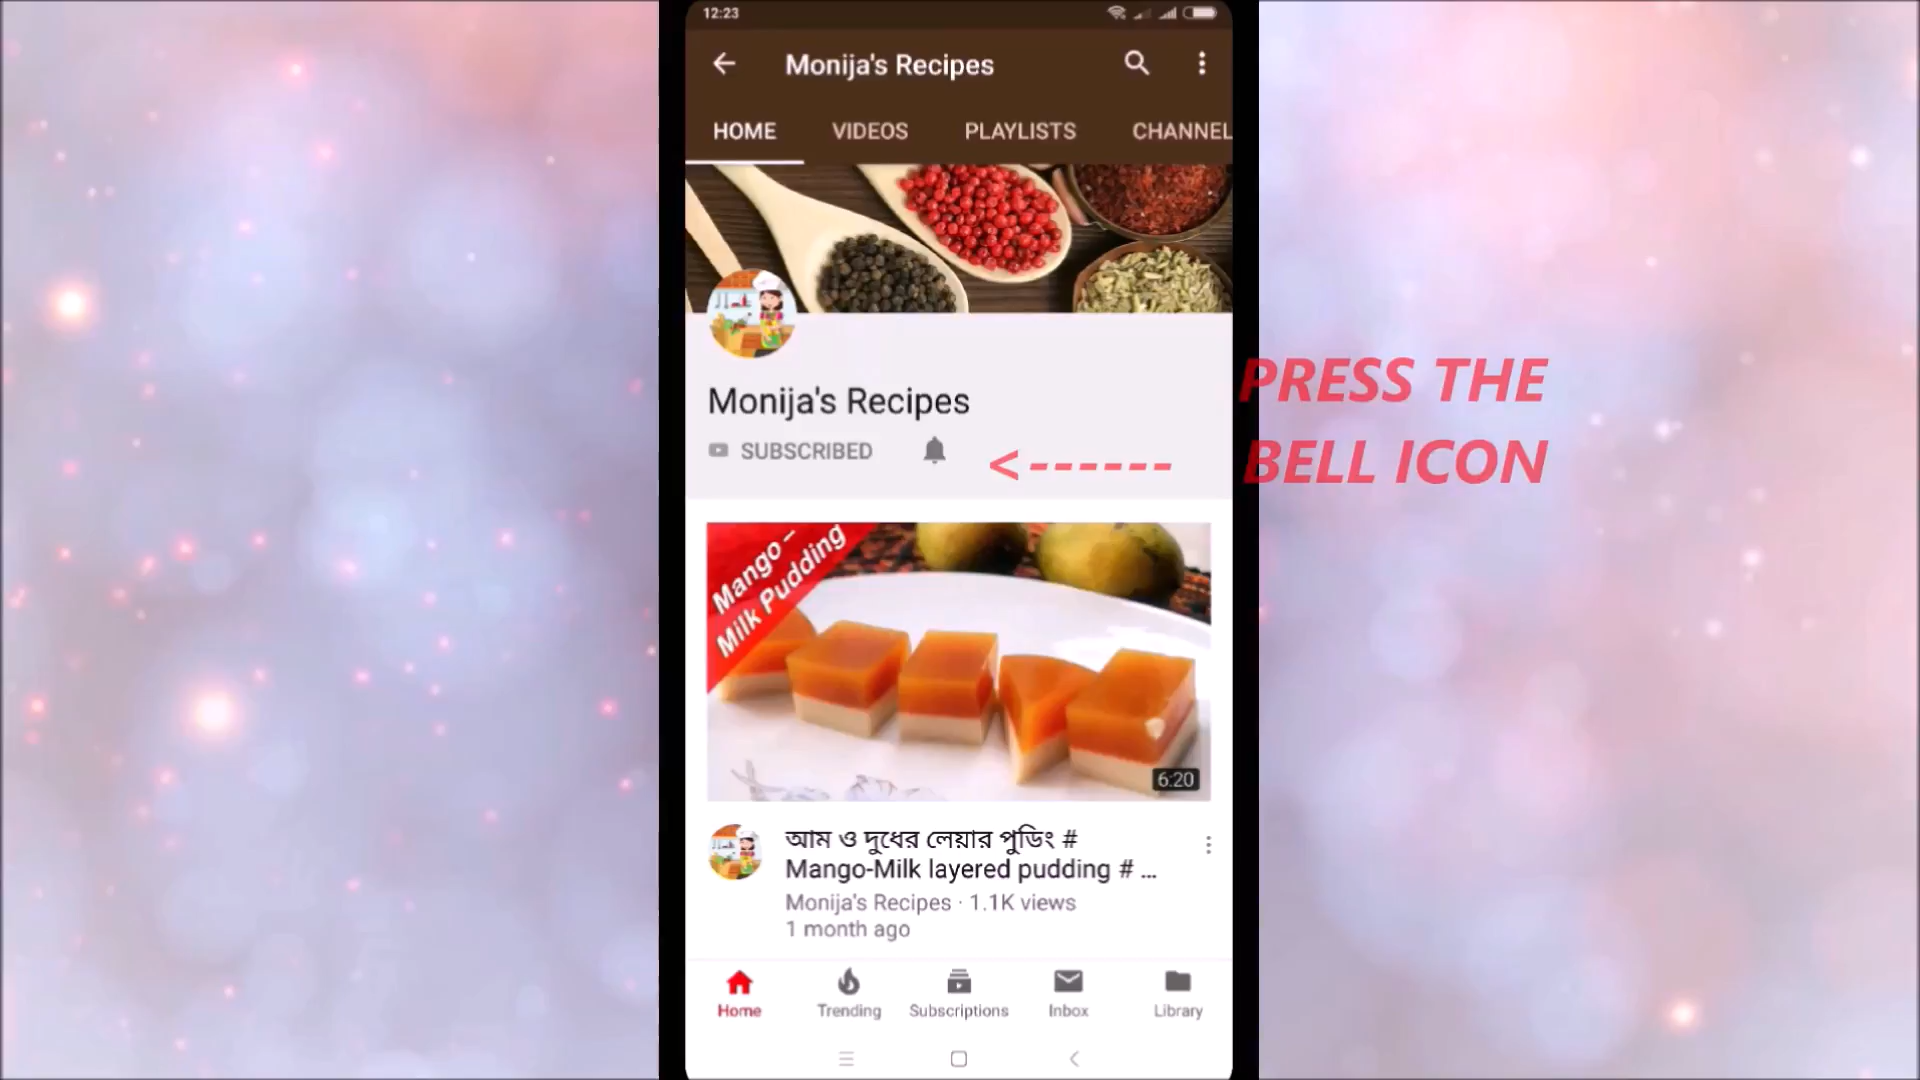 12:23
Monija's Recipes
HOME VIDEOS PLAYLISTS CHANNEL
Monija's Recipes
SUBSCRIBED
<------
PRESS THE
BELL ICON
Mango –
Milk Pudding
6:20
আম ও দুধের লেয়ার পুডিং #
Mango-Milk layered pudding # ...
Monija's Recipes · 1.1K views
1 month ago
Home Trending Subscriptions Inbox Library